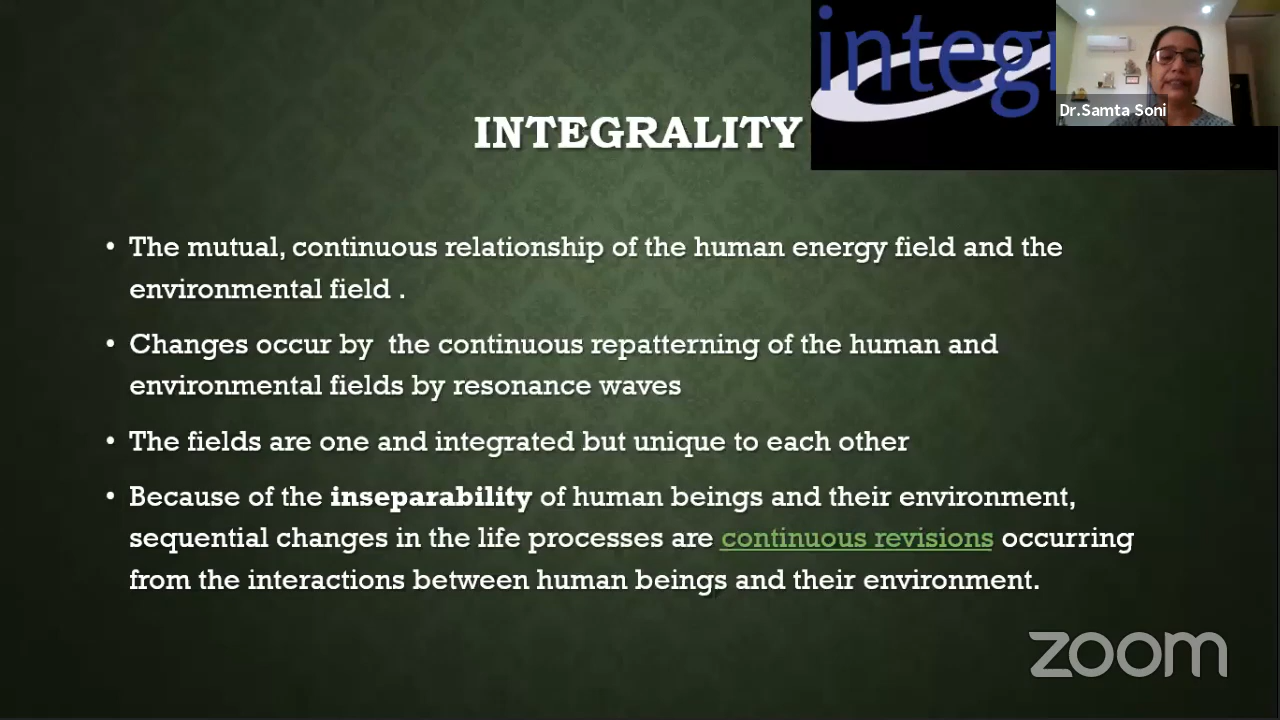 integr
Dr.Samta Soni
INTEGRALITY
• The mutual, continuous relationship of the human energy field and the
environmental field .
• Changes occur by  the continuous repatterning of the human and
environmental fields by resonance waves
• The fields are one and integrated but unique to each other
• Because of the inseparability of human beings and their environment,
sequential changes in the life processes are continuous revisions occurring
from the interactions between human beings and their environment.
zoom